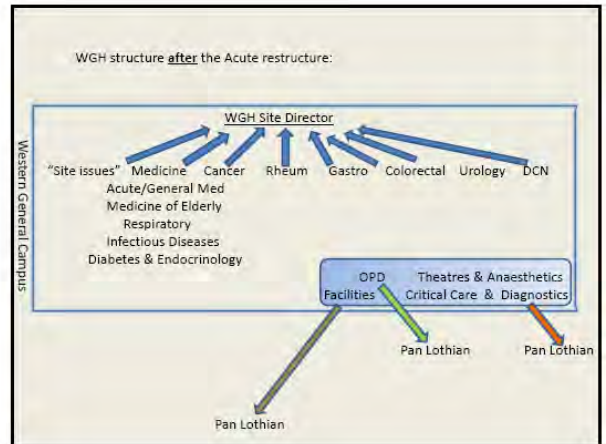 WGH structure after the Acute restructure:
Western General Campus
WGH Site Director
"Site issues" Medicine Cancer Rheum Gastro Colorectal Urology DCN
Acute/General Med
Medicine of Elderly
Respiratory
Infectious Diseases
Diabetes & Endocrinology
OPD Theatres & Anaesthetics
Facilities Critical Care & Diagnostics
Pan Lothian Pan Lothian
Pan Lothian